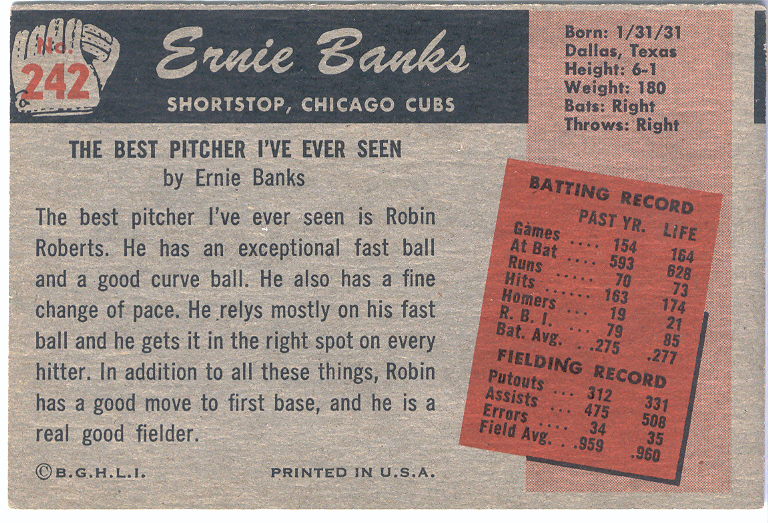 No.
242
Ernie Banks
SHORTSTOP, CHICAGO CUBS
Born: 1/31/31
Dallas, Texas
Height: 6-1
Weight: 180
Bats: Right
Throws: Right
THE BEST PITCHER I'VE EVER SEEN
by Ernie Banks
The best pitcher I've ever seen is Robin
Roberts. He has an exceptional fast ball
and a good curve ball. He also has a fine
change of pace. He relys mostly on his fast
ball and he gets it in the right spot on every
hitter. In addition to all these things, Robin
has a good move to first base, and he is a
real good fielder.
BATTING RECORD
PAST YR. LIFE
Games .... 154 164
At Bat .... 593 628
Runs ...... 70 73
Hits ...... 163 174
Homers ... 19 21
R. B. I. .... 79 85
Bat. Avg. ...275 .277
FIELDING RECORD
Putouts ... 312 331
Assists .... 475 508
Errors .... 34 35
Field Avg. ...959 .960
©B.G.H.L.I. PRINTED IN U.S.A.